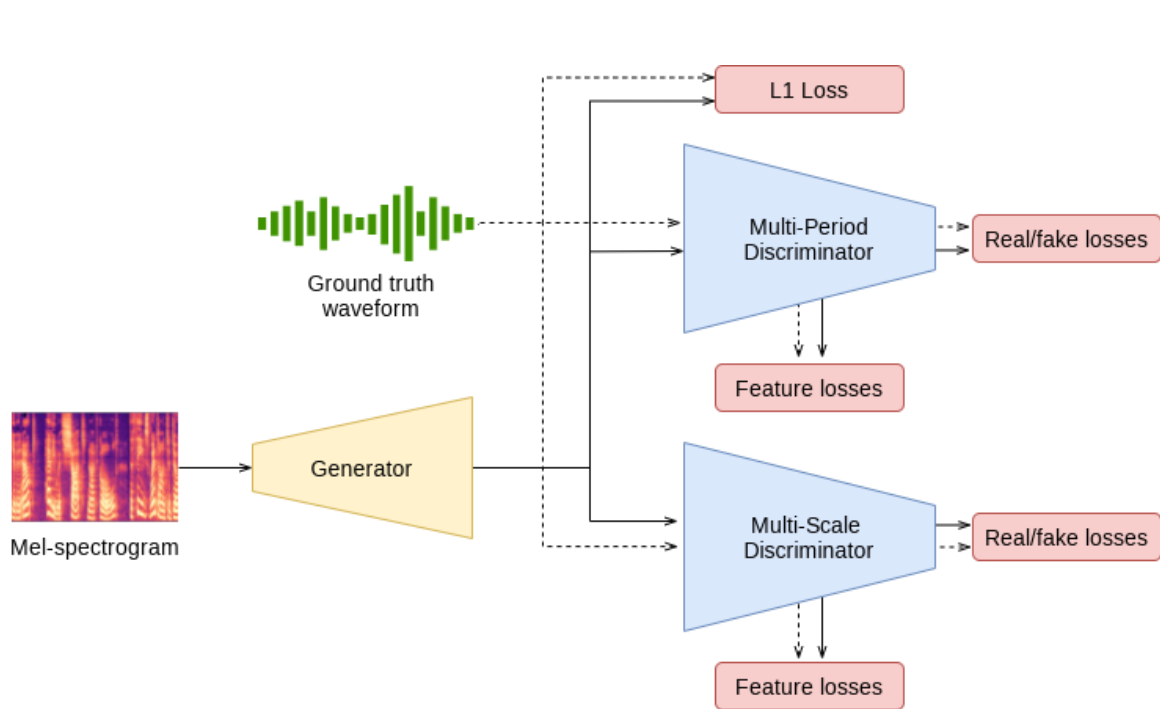 L1 Loss
Multi-Period
Discriminator
Real/fake losses
Ground truth
waveform
Feature losses
Generator
Mel-spectrogram
Multi-Scale
Discriminator
Real/fake losses
Feature losses